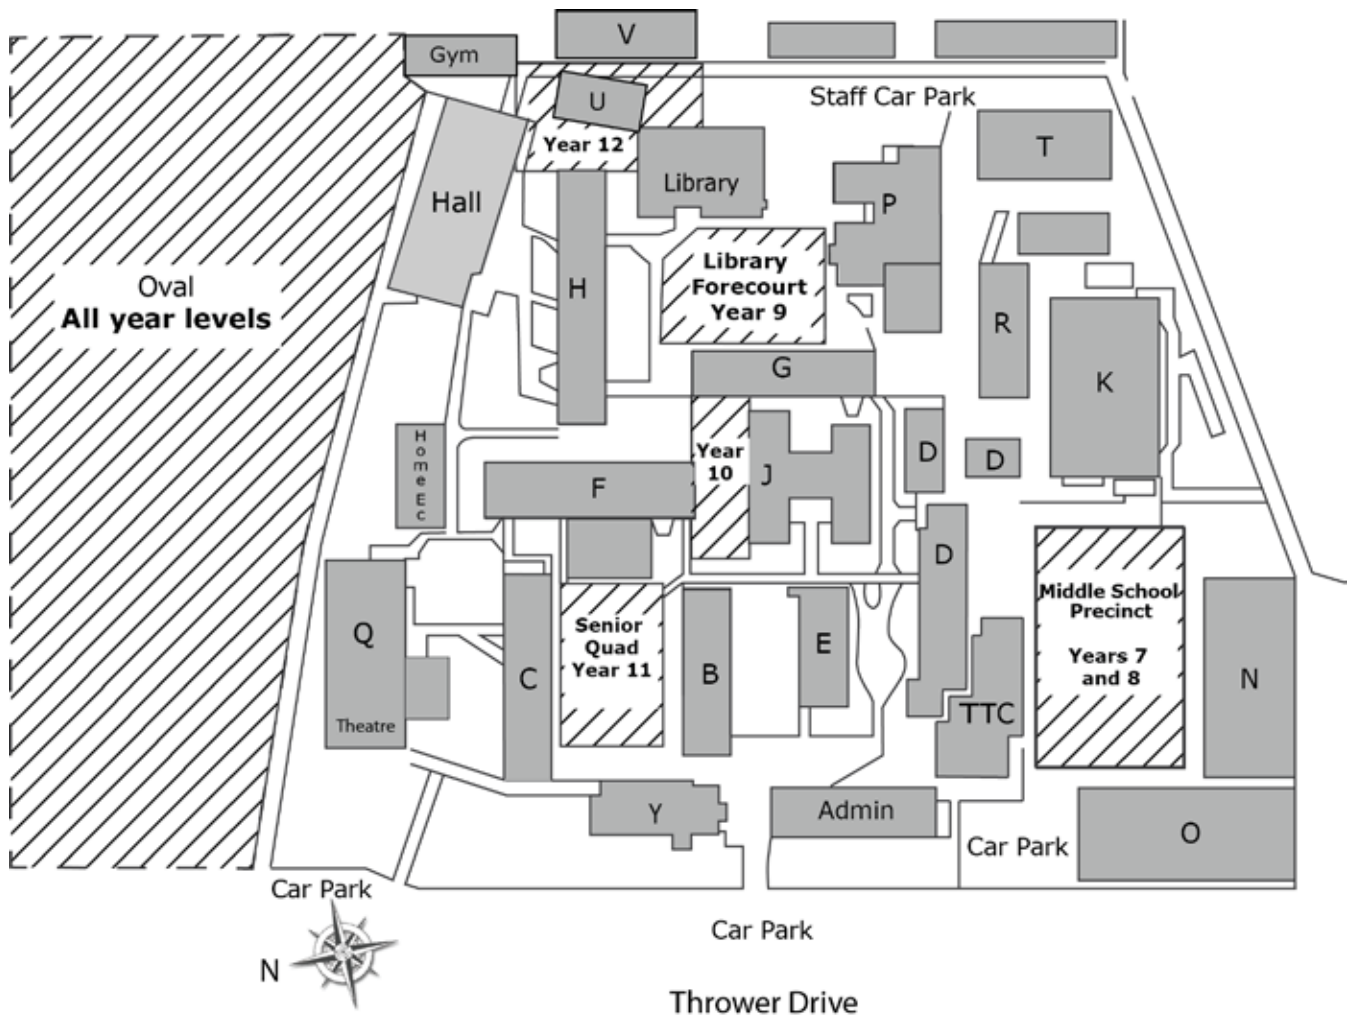 V
Gym
Staff Car Park
U
Year 12
T
Library
Hall
P
Library
Forecourt
Year 9
H
Oval
All year levels
R
G
K
Home Ec
Year
10
J
D
D
F
D
Middle School
Precinct
Years 7
and 8
Senior
Quad
Year 11
Q
E
B
C
N
TTC
Theatre
Y
Admin
Car Park
O
Car Park
Car Park
N
Thrower Drive